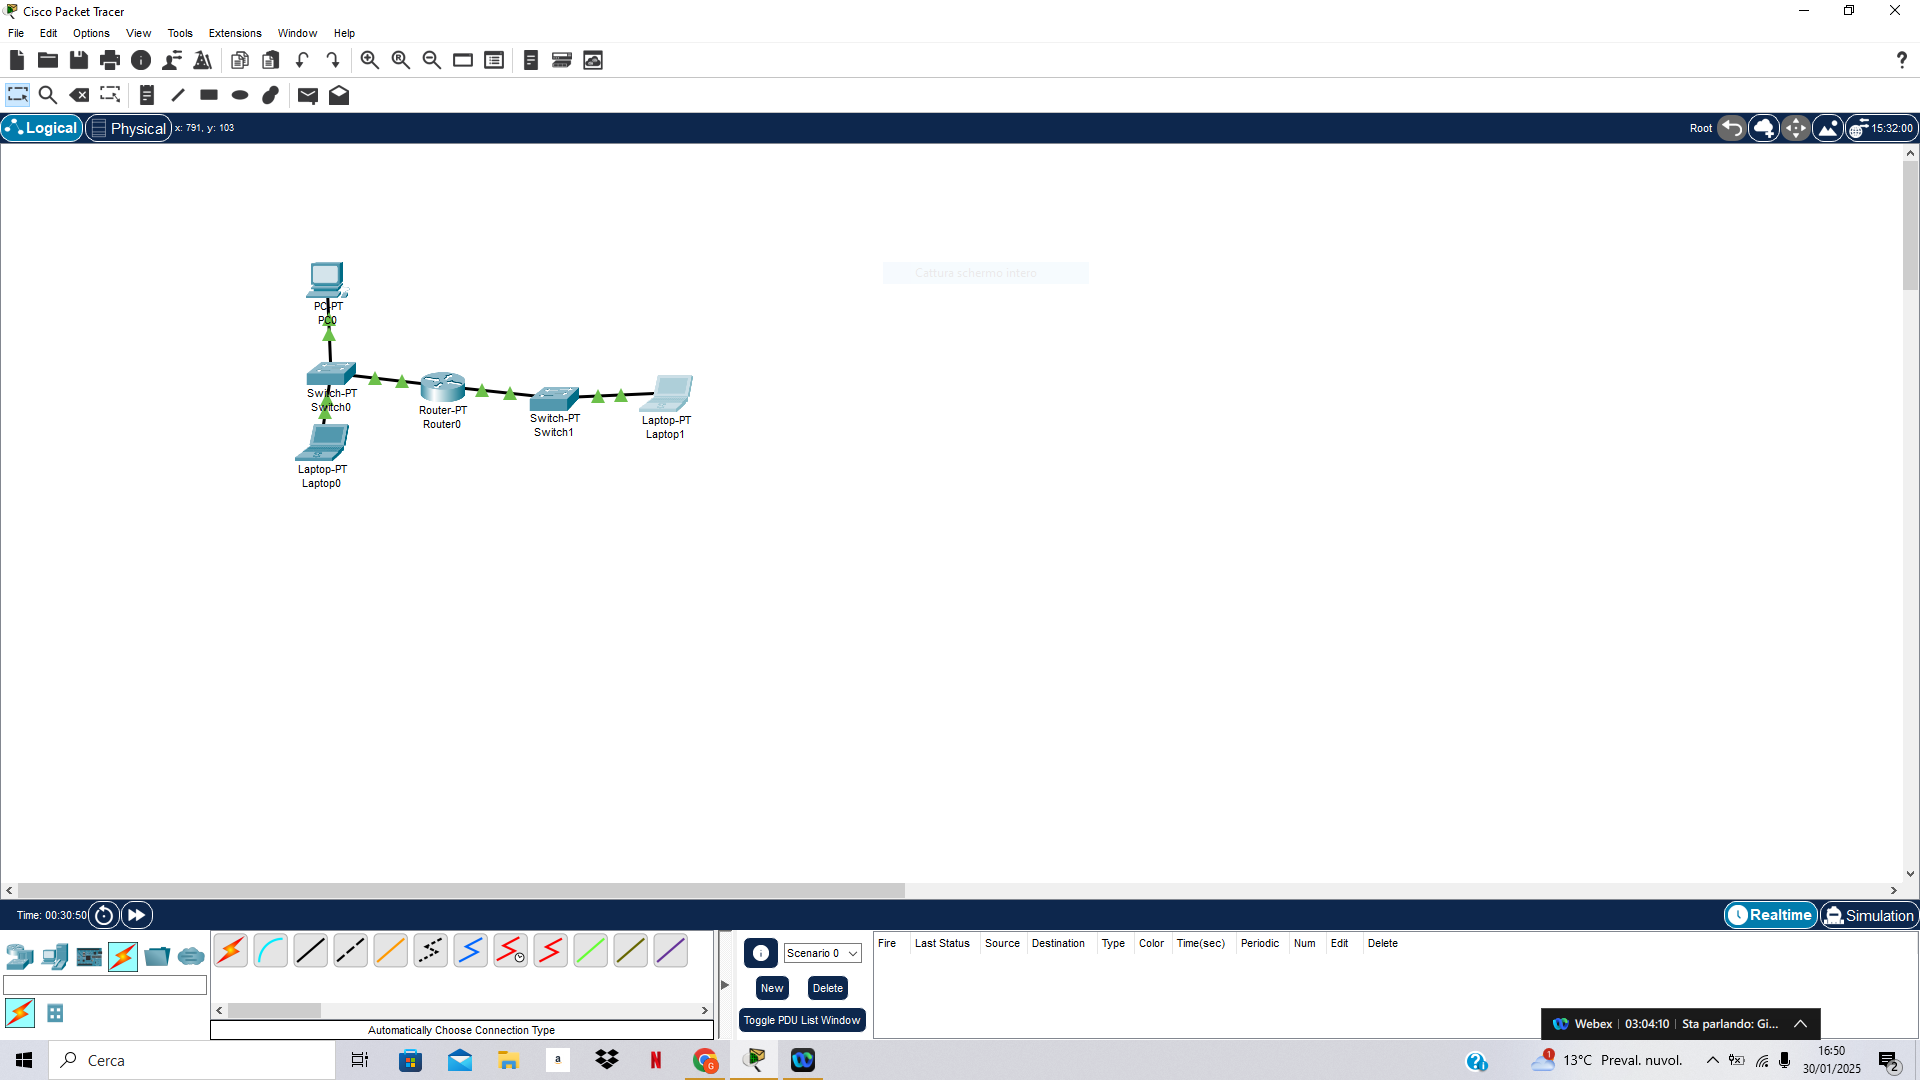 Cisco Packet Tracer
File Edit Options View Tools Extensions Window Help
?
Logical Physical x: 791, y: 103 Root 15:32:00
Cattura schermo intero
PC-PT
PC0
Switch-PT
Switch0
Router-PT
Router0
Switch-PT
Switch1
Laptop-PT
Laptop1
Laptop-PT
Laptop0
Time: 00:30:50 Realtime Simulation
Scenario 0
New Delete
Toggle PDU List Window
Fire Last Status Source Destination Type Color Time(sec) Periodic Num Edit Delete
Automatically Choose Connection Type
Webex 03:04:10 Sta parlando: Gi...
Cerca
13°C Preval. nuvol.
16:50
30/01/2025
2